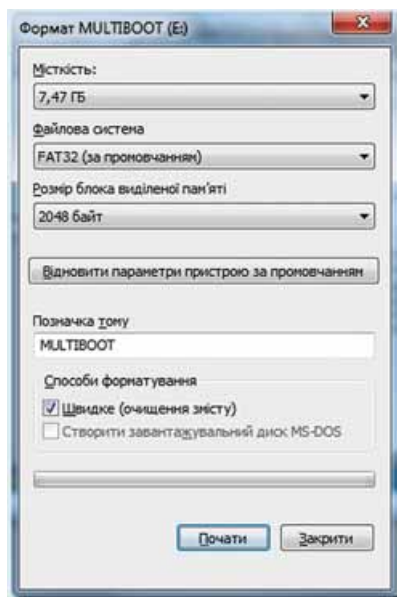 Формат MULTIBOOT (E:)
Місткість:
7,47 ГБ
Файлова система
FAT32 (за промовчанням)
Розмір блока виділеної пам'яті
2048 байт
Відновити параметри пристрою за промовчанням
Позначка тому
MULTIBOOT
Способи форматування
Швидке (очищення змісту)
Створити завантажувальний диск MS-DOS
Почати
Закрити